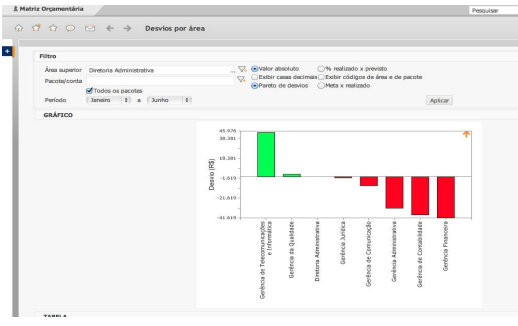 Matriz Orçamentária
Pesquisar
Desvios por área
Filtro
Área superior Diretoria Administrativa ... Valor absoluto % realizado x previsto
Pacote/conta Exibir casas decimais Exibir códigos de área e de pacote
Pareto de desvios Meta x realizado
Todos os pacotes
Período Janeiro a Junho Aplicar
GRÁFICO
Desvio (R$)
45.976
38.381
18.381
-1.619
-21.619
-41.619
Gerência de Telecomunicações
e Informática
Gerência da Qualidade
Diretoria Administrativa
Gerência Jurídica
Gerência de Comunicação
Gerência Administrativa
Gerência de Contabilidade
Gerência Financeira
TABELA